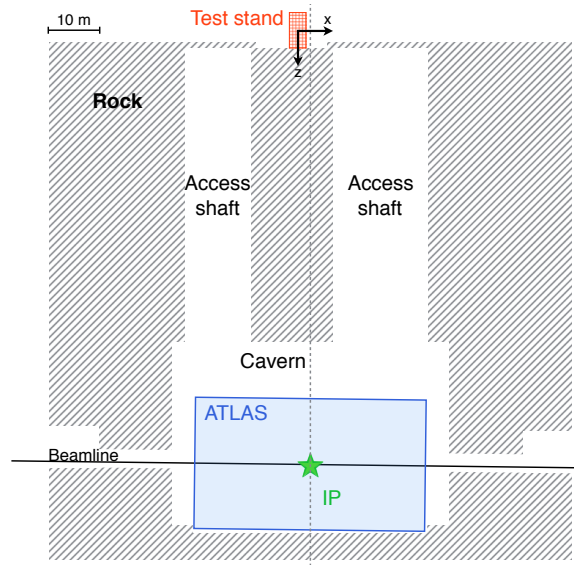 Test stand
10 m
x
z
Rock
Access
shaft
Access
shaft
Cavern
ATLAS
Beamline
IP